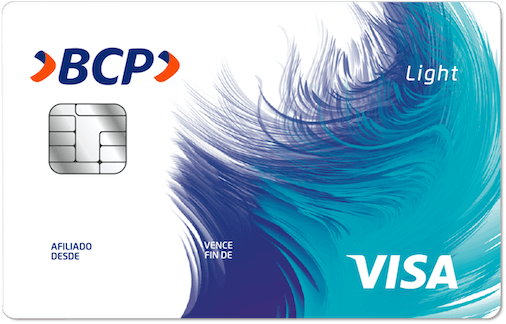 BCP
Light
AFILIADO
DESDE
VENCE
FIN DE
VISA